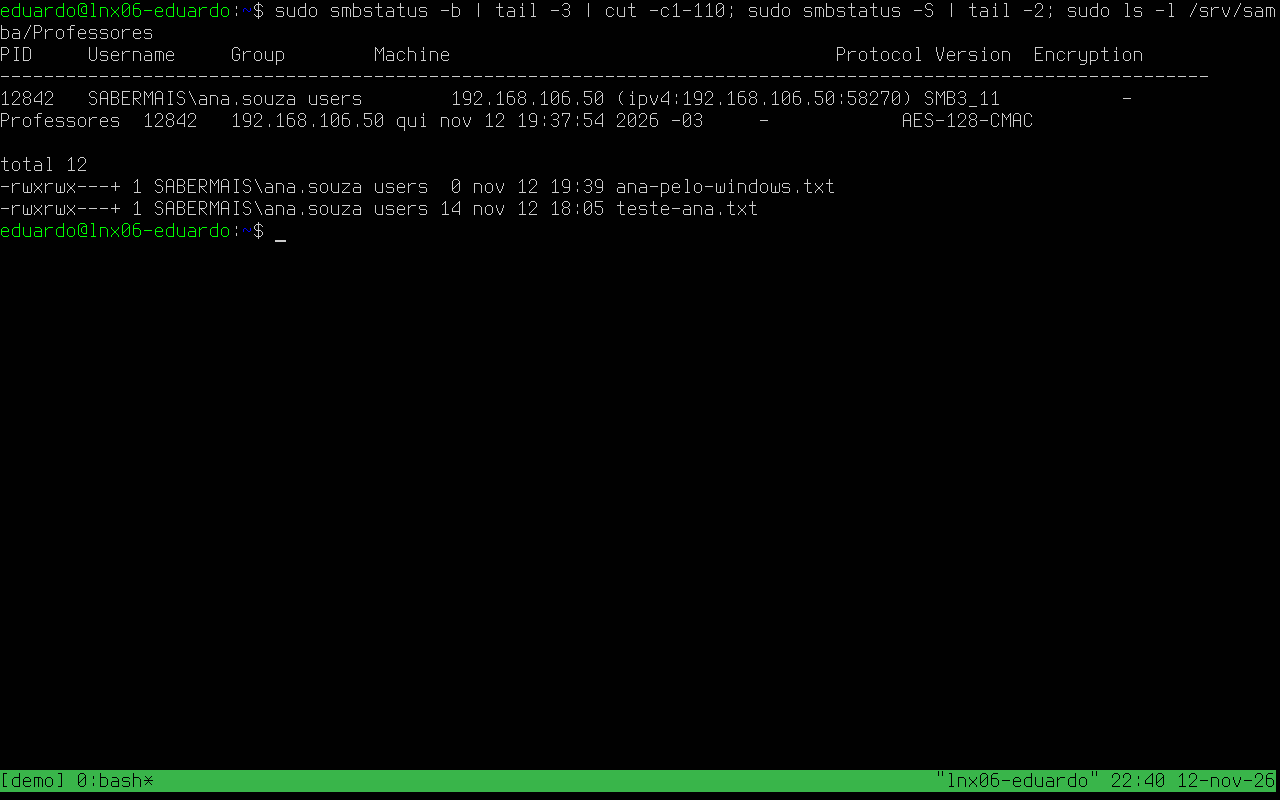 eduardo@lnx06-eduardo:~$ sudo smbstatus -b | tail -3 | cut -c1-110; sudo smbstatus -S | tail -2; sudo ls -l /srv/sam
ba/Professores
PID     Username     Group        Machine                                   Protocol Version  Encryption
--------------------------------------------------------------------------------------------------------------
12842   SABERMAIS\ana.souza users        192.168.106.50 (ipv4:192.168.106.50:58270) SMB3_11           -
Professores  12842   192.168.106.50 qui nov 12 19:37:54 2026 -03     -            AES-128-CMAC
total 12
-rwxrwx---+ 1 SABERMAIS\ana.souza users  0 nov 12 19:39 ana-pelo-windows.txt
-rwxrwx---+ 1 SABERMAIS\ana.souza users 14 nov 12 18:05 teste-ana.txt
eduardo@lnx06-eduardo:~$ _
[demo] 0:bash* "lnx06-eduardo" 22:40 12-nov-26